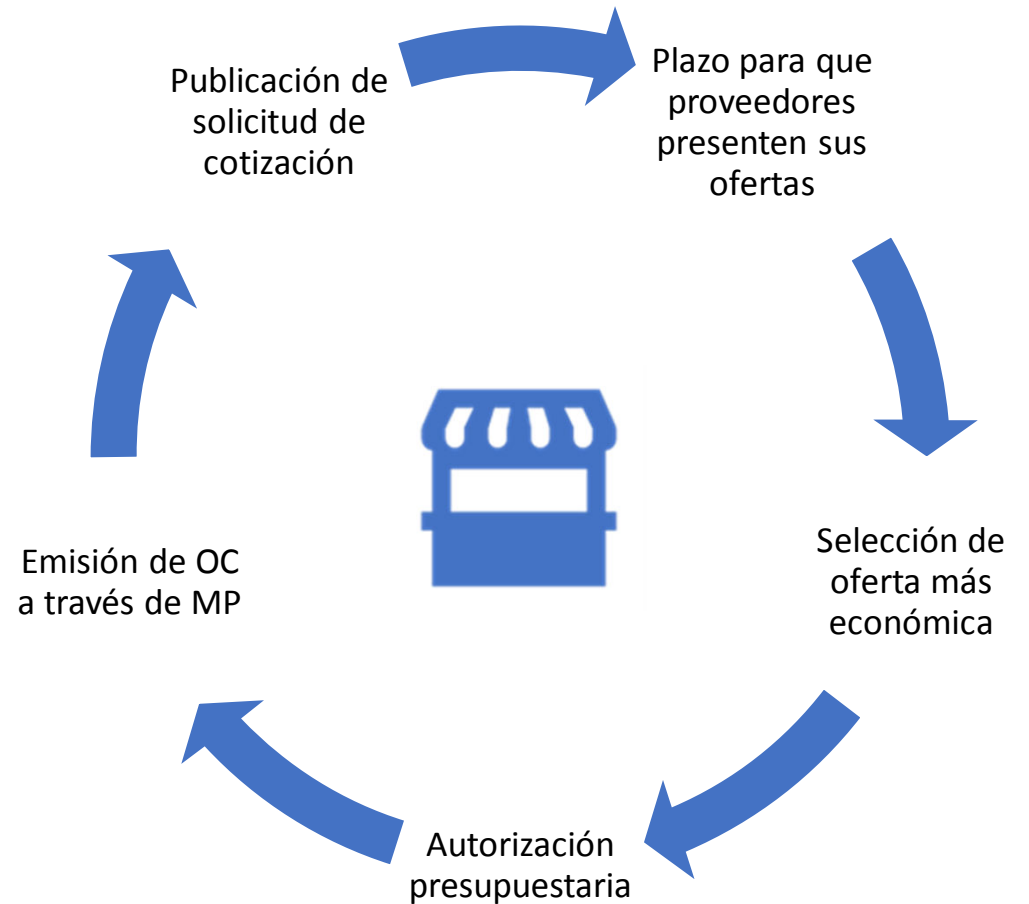 Publicación de
solicitud de
cotización
Plazo para que
proveedores
presenten sus
ofertas
Selección de
oferta más
económica
Autorización
presupuestaria
Emisión de OC
a través de MP